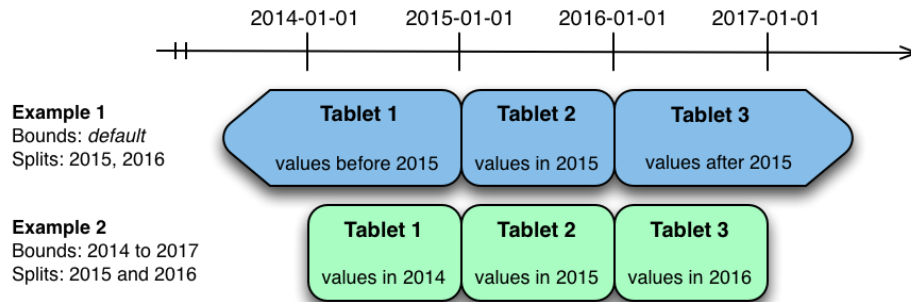 2014-01-01 2015-01-01 2016-01-01 2017-01-01
Example 1
Bounds: default
Splits: 2015, 2016
Tablet 1
values before 2015
Tablet 2
values in 2015
Tablet 3
values after 2015
Example 2
Bounds: 2014 to 2017
Splits: 2015 and 2016
Tablet 1
values in 2014
Tablet 2
values in 2015
Tablet 3
values in 2016